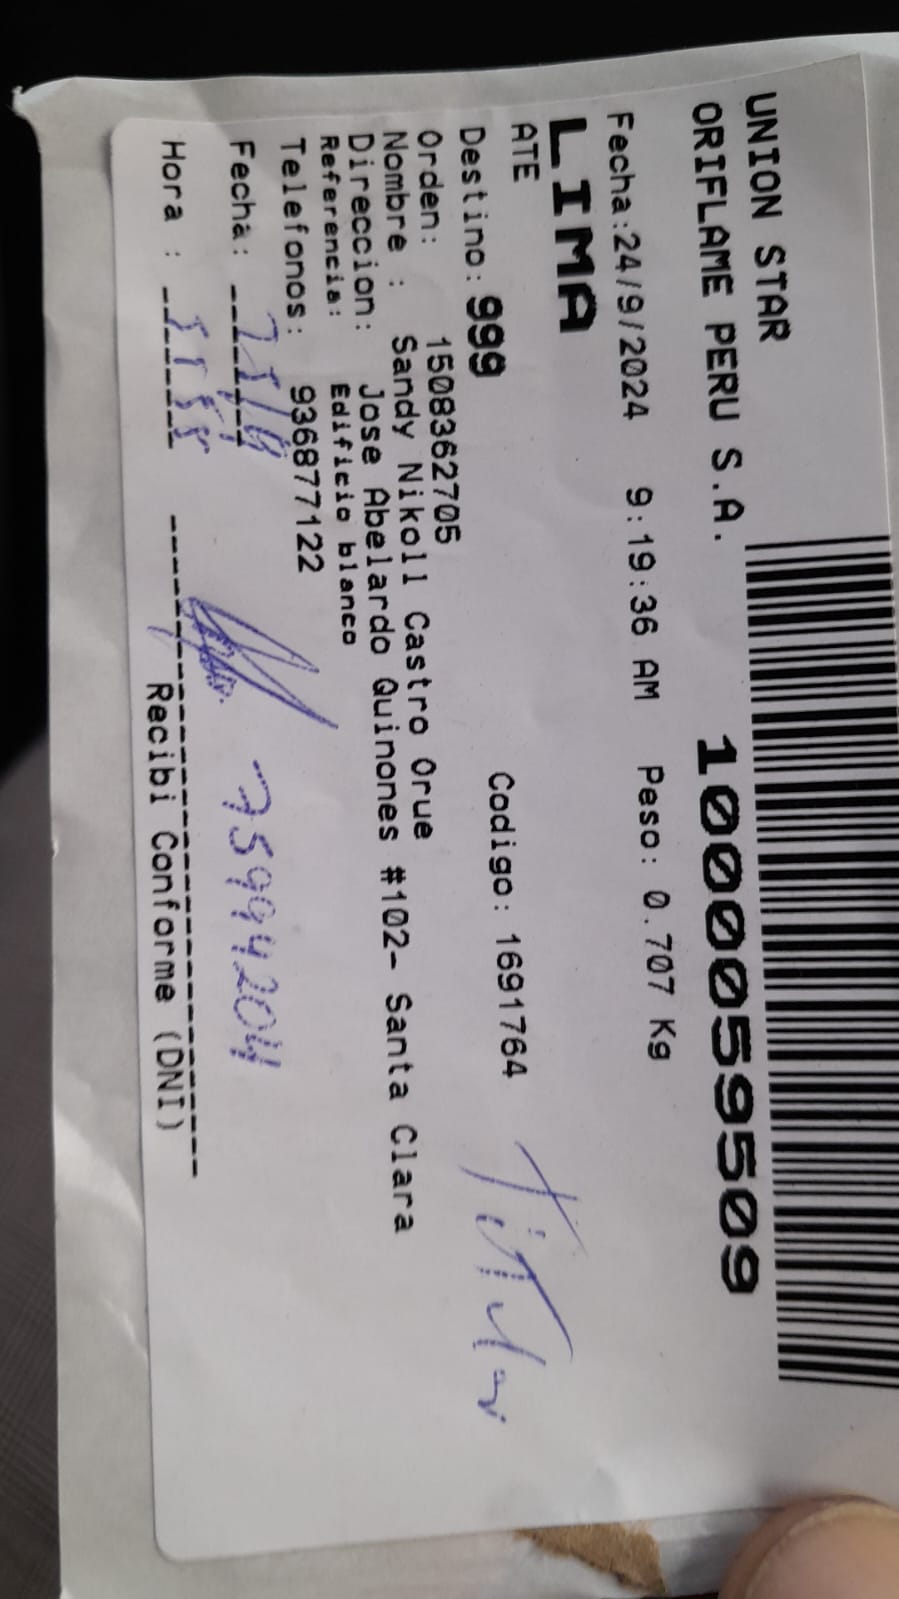 UNION STAR
ORIFLAME PERU S.A. 1000059509
Fecha:24/9/2024 9:19:36 AM Peso: 0.707 Kg
LIMA
ATE
Destino: 999 Codigo: 1691764
Titular
Orden: 1508362705
Nombre : Sandy Nikoll Castro Orue
Direccion: Jose Abelardo Quinones #102- Santa Clara
Referencia: Edificio blanco
Telefonos: 936877122
Fecha:
75994204
Hora :
Recibi Conforme (DNI)